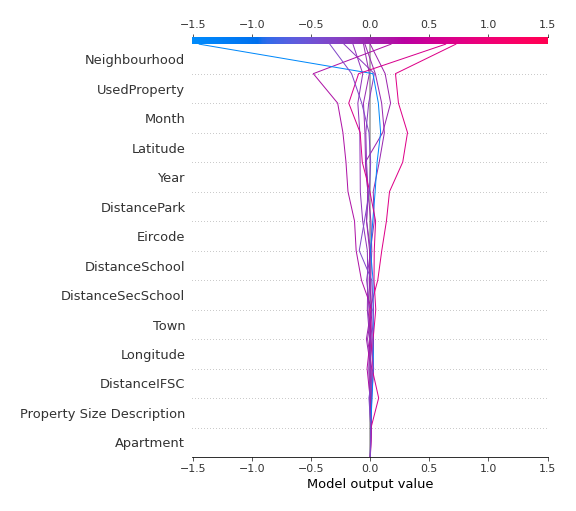 −1.5 −1.0 −0.5 0.0 0.5 1.0 1.5
Neighbourhood
UsedProperty
Month
Latitude
Year
DistancePark
Eircode
DistanceSchool
DistanceSecSchool
Town
Longitude
DistanceIFSC
Property Size Description
Apartment
−1.5 −1.0 −0.5 0.0 0.5 1.0 1.5
Model output value